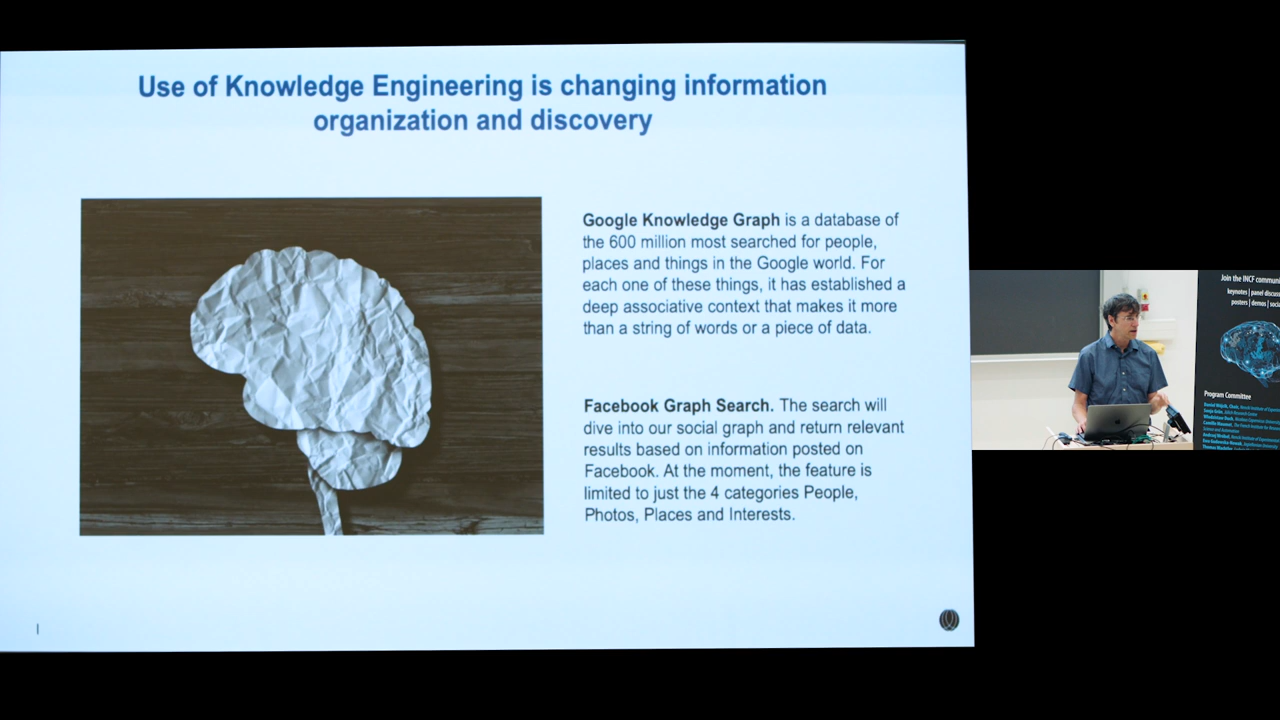 Use of Knowledge Engineering is changing information
organization and discovery
Google Knowledge Graph is a database of
the 600 million most searched for people,
places and things in the Google world. For
each one of these things, it has established a
deep associative context that makes it more
than a string of words or a piece of data.
Facebook Graph Search. The search will
dive into our social graph and return relevant
results based on information posted on
Facebook. At the moment, the feature is
limited to just the 4 categories People,
Photos, Places and Interests.
Join the INCF communi
keynotes | panel discus
posters | demos | socia
Program Committee